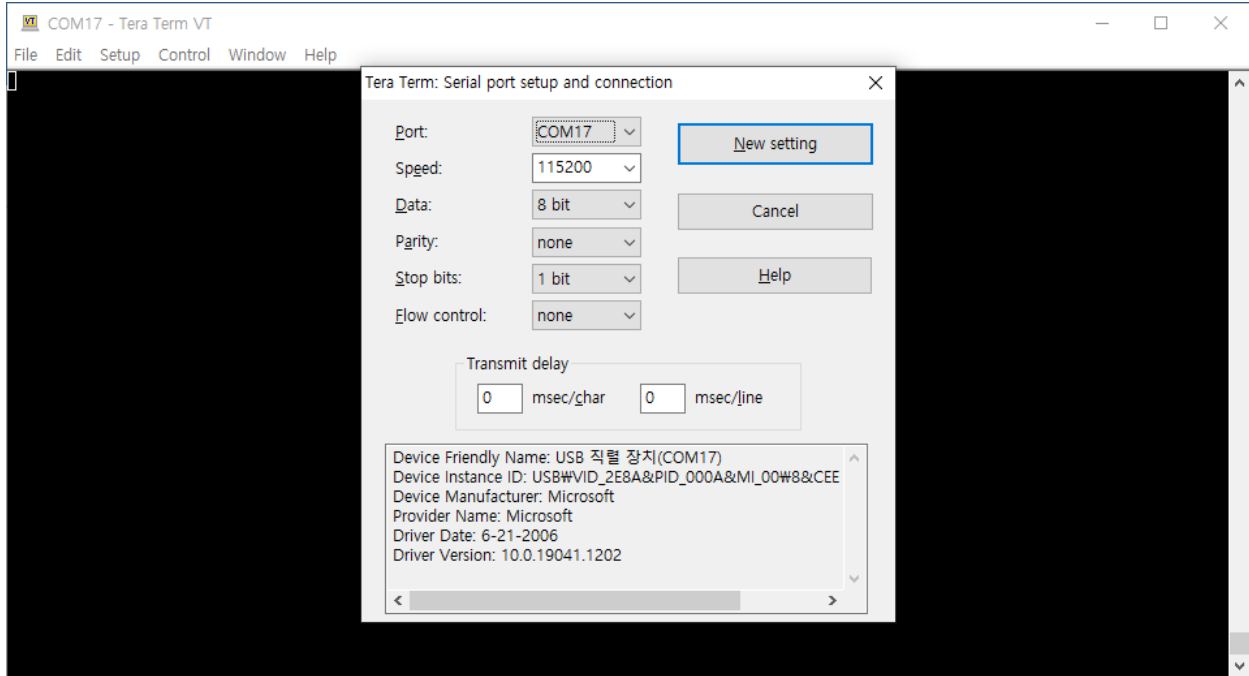 COM17 - Tera Term VT
File Edit Setup Control Window Help
Tera Term: Serial port setup and connection
Port: COM17 New setting
Speed: 115200
Data: 8 bit Cancel
Parity: none
Stop bits: 1 bit Help
Flow control: none
Transmit delay
0 msec/char 0 msec/line
Device Friendly Name: USB 직렬 장치(COM17)
Device Instance ID: USB₩VID_2E8A&PID_000A&MI_00₩8&CEE
Device Manufacturer: Microsoft
Provider Name: Microsoft
Driver Date: 6-21-2006
Driver Version: 10.0.19041.1202